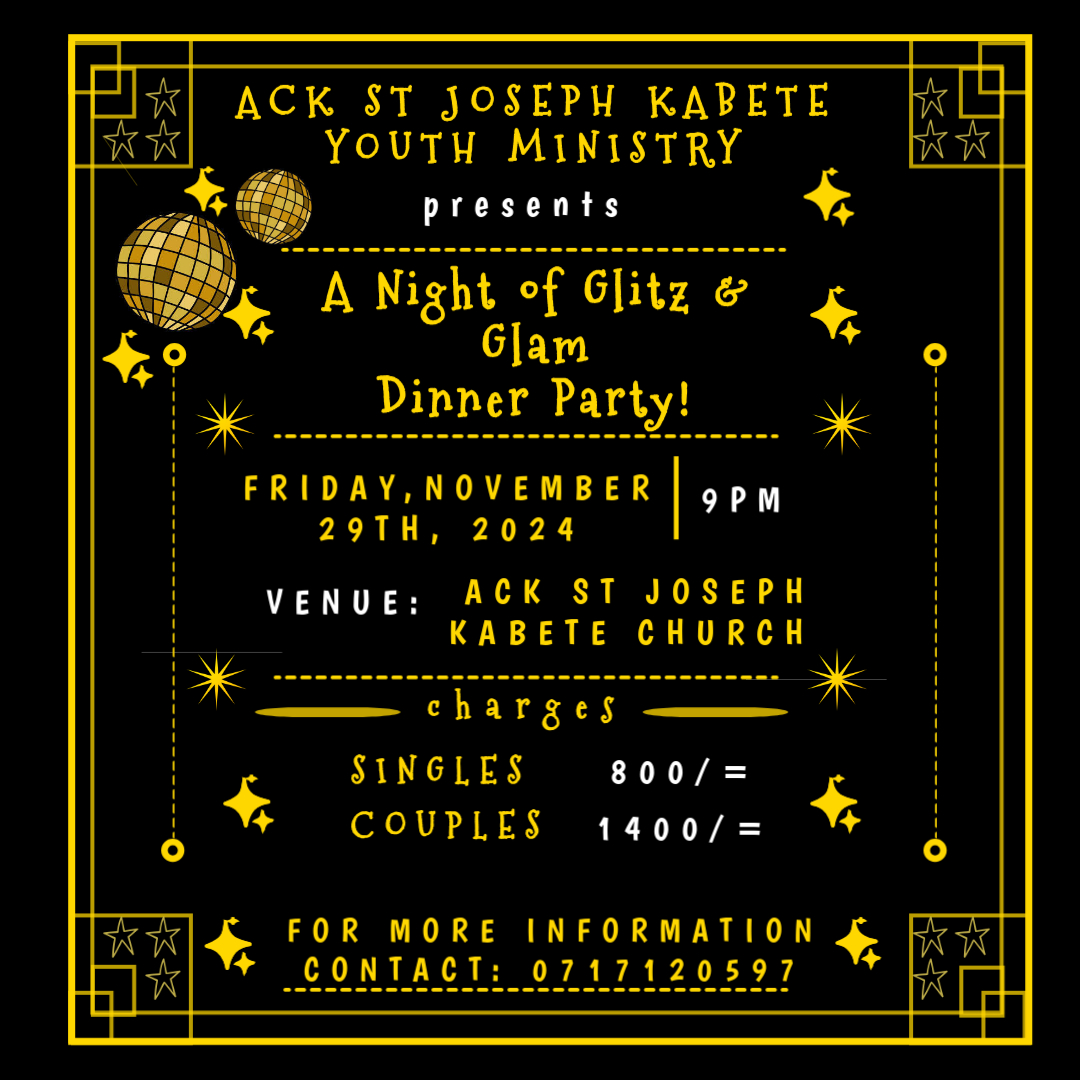 ACK ST JOSEPH KABETE
YOUTH MINISTRY
presents
A Night of Glitz &
Glam
Dinner Party!
FRIDAY,NOVEMBER
29TH, 2024
9PM
VENUE:
ACK ST JOSEPH
KABETE CHURCH
charges
SINGLES 800/=
COUPLES 1400/=
FOR MORE INFORMATION
CONTACT: 0717120597